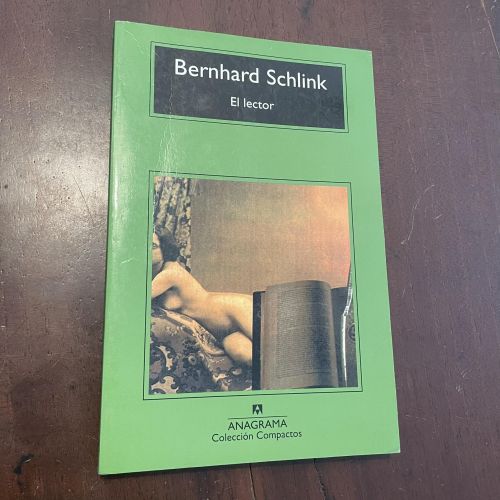 Bernhard Schlink
El lector
ANAGRAMA
Colección Compactos